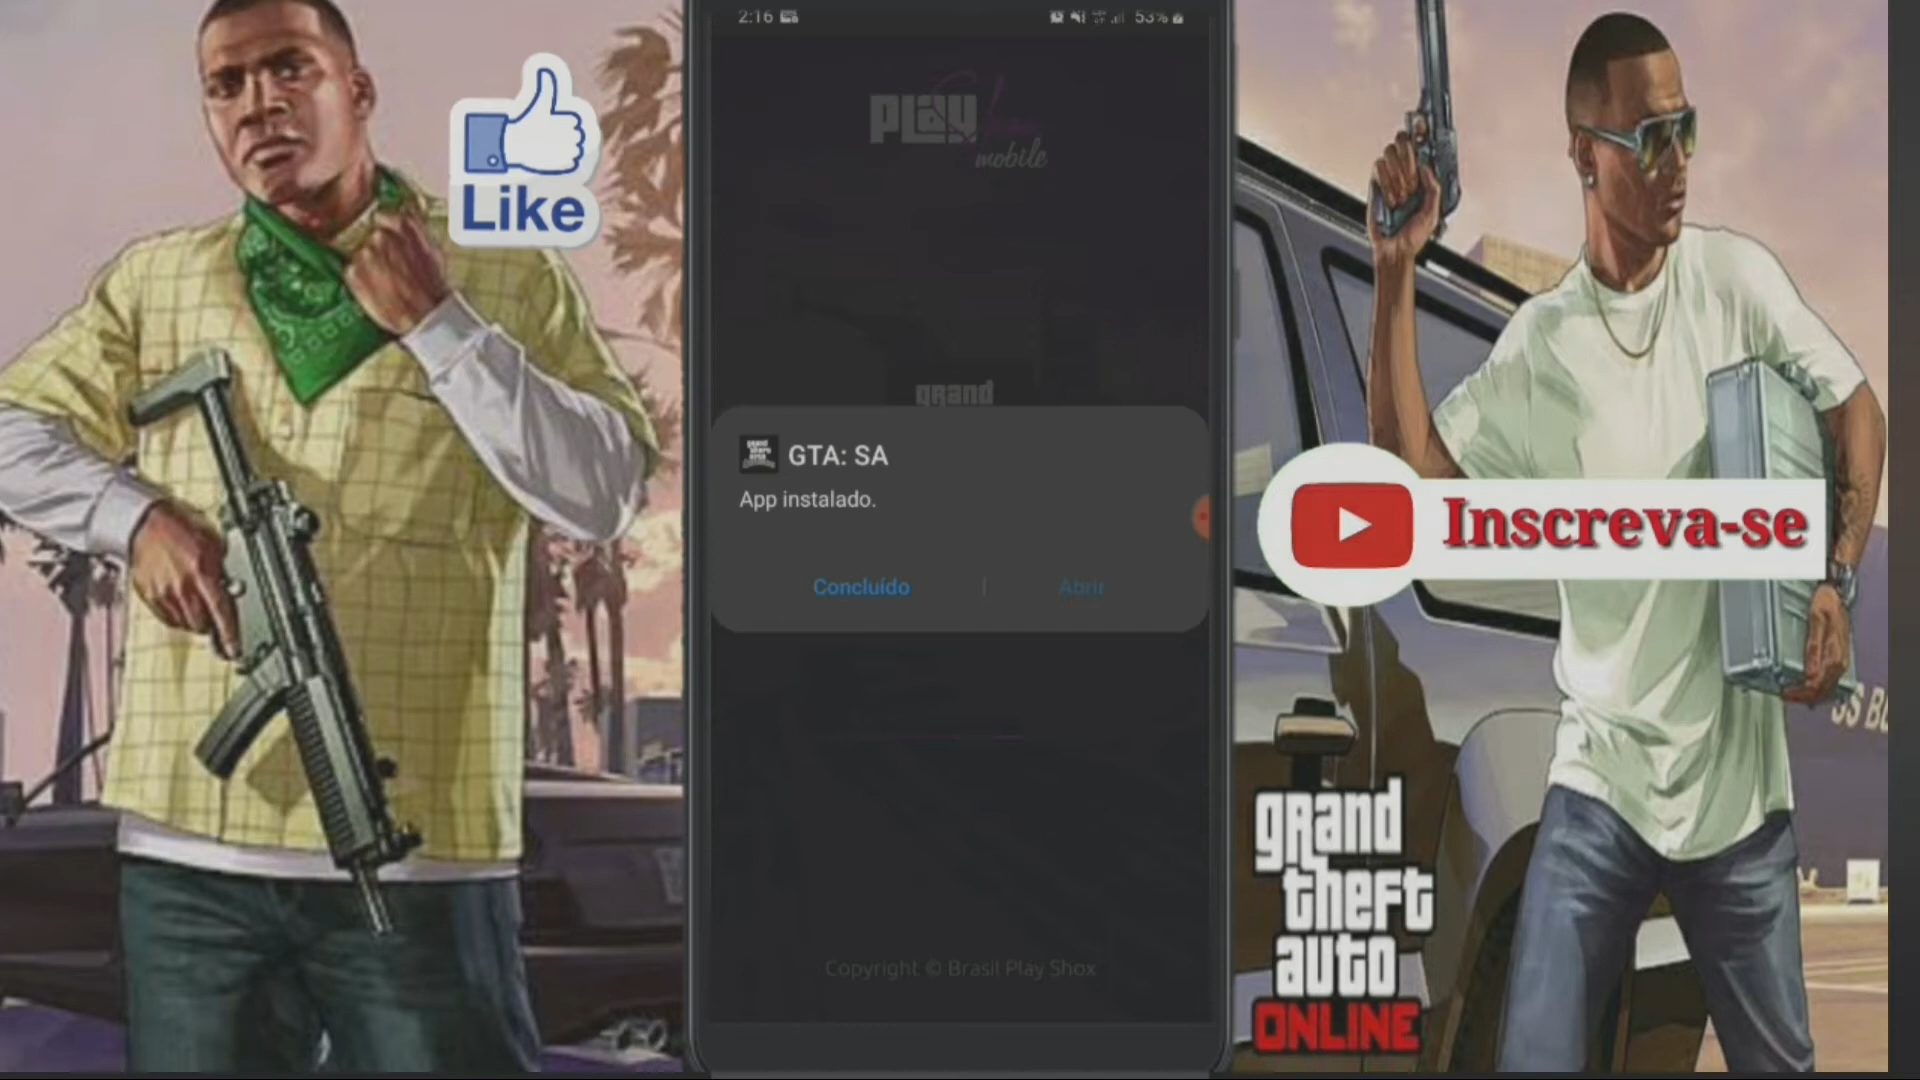 2:16
53%
PLAY
mobile
Like
grand
GTA: SA
App instalado.
Concluído | Abrir
Inscreva-se
grand
theft
auto
ONLINE
Copyright © Brasil Play Shox